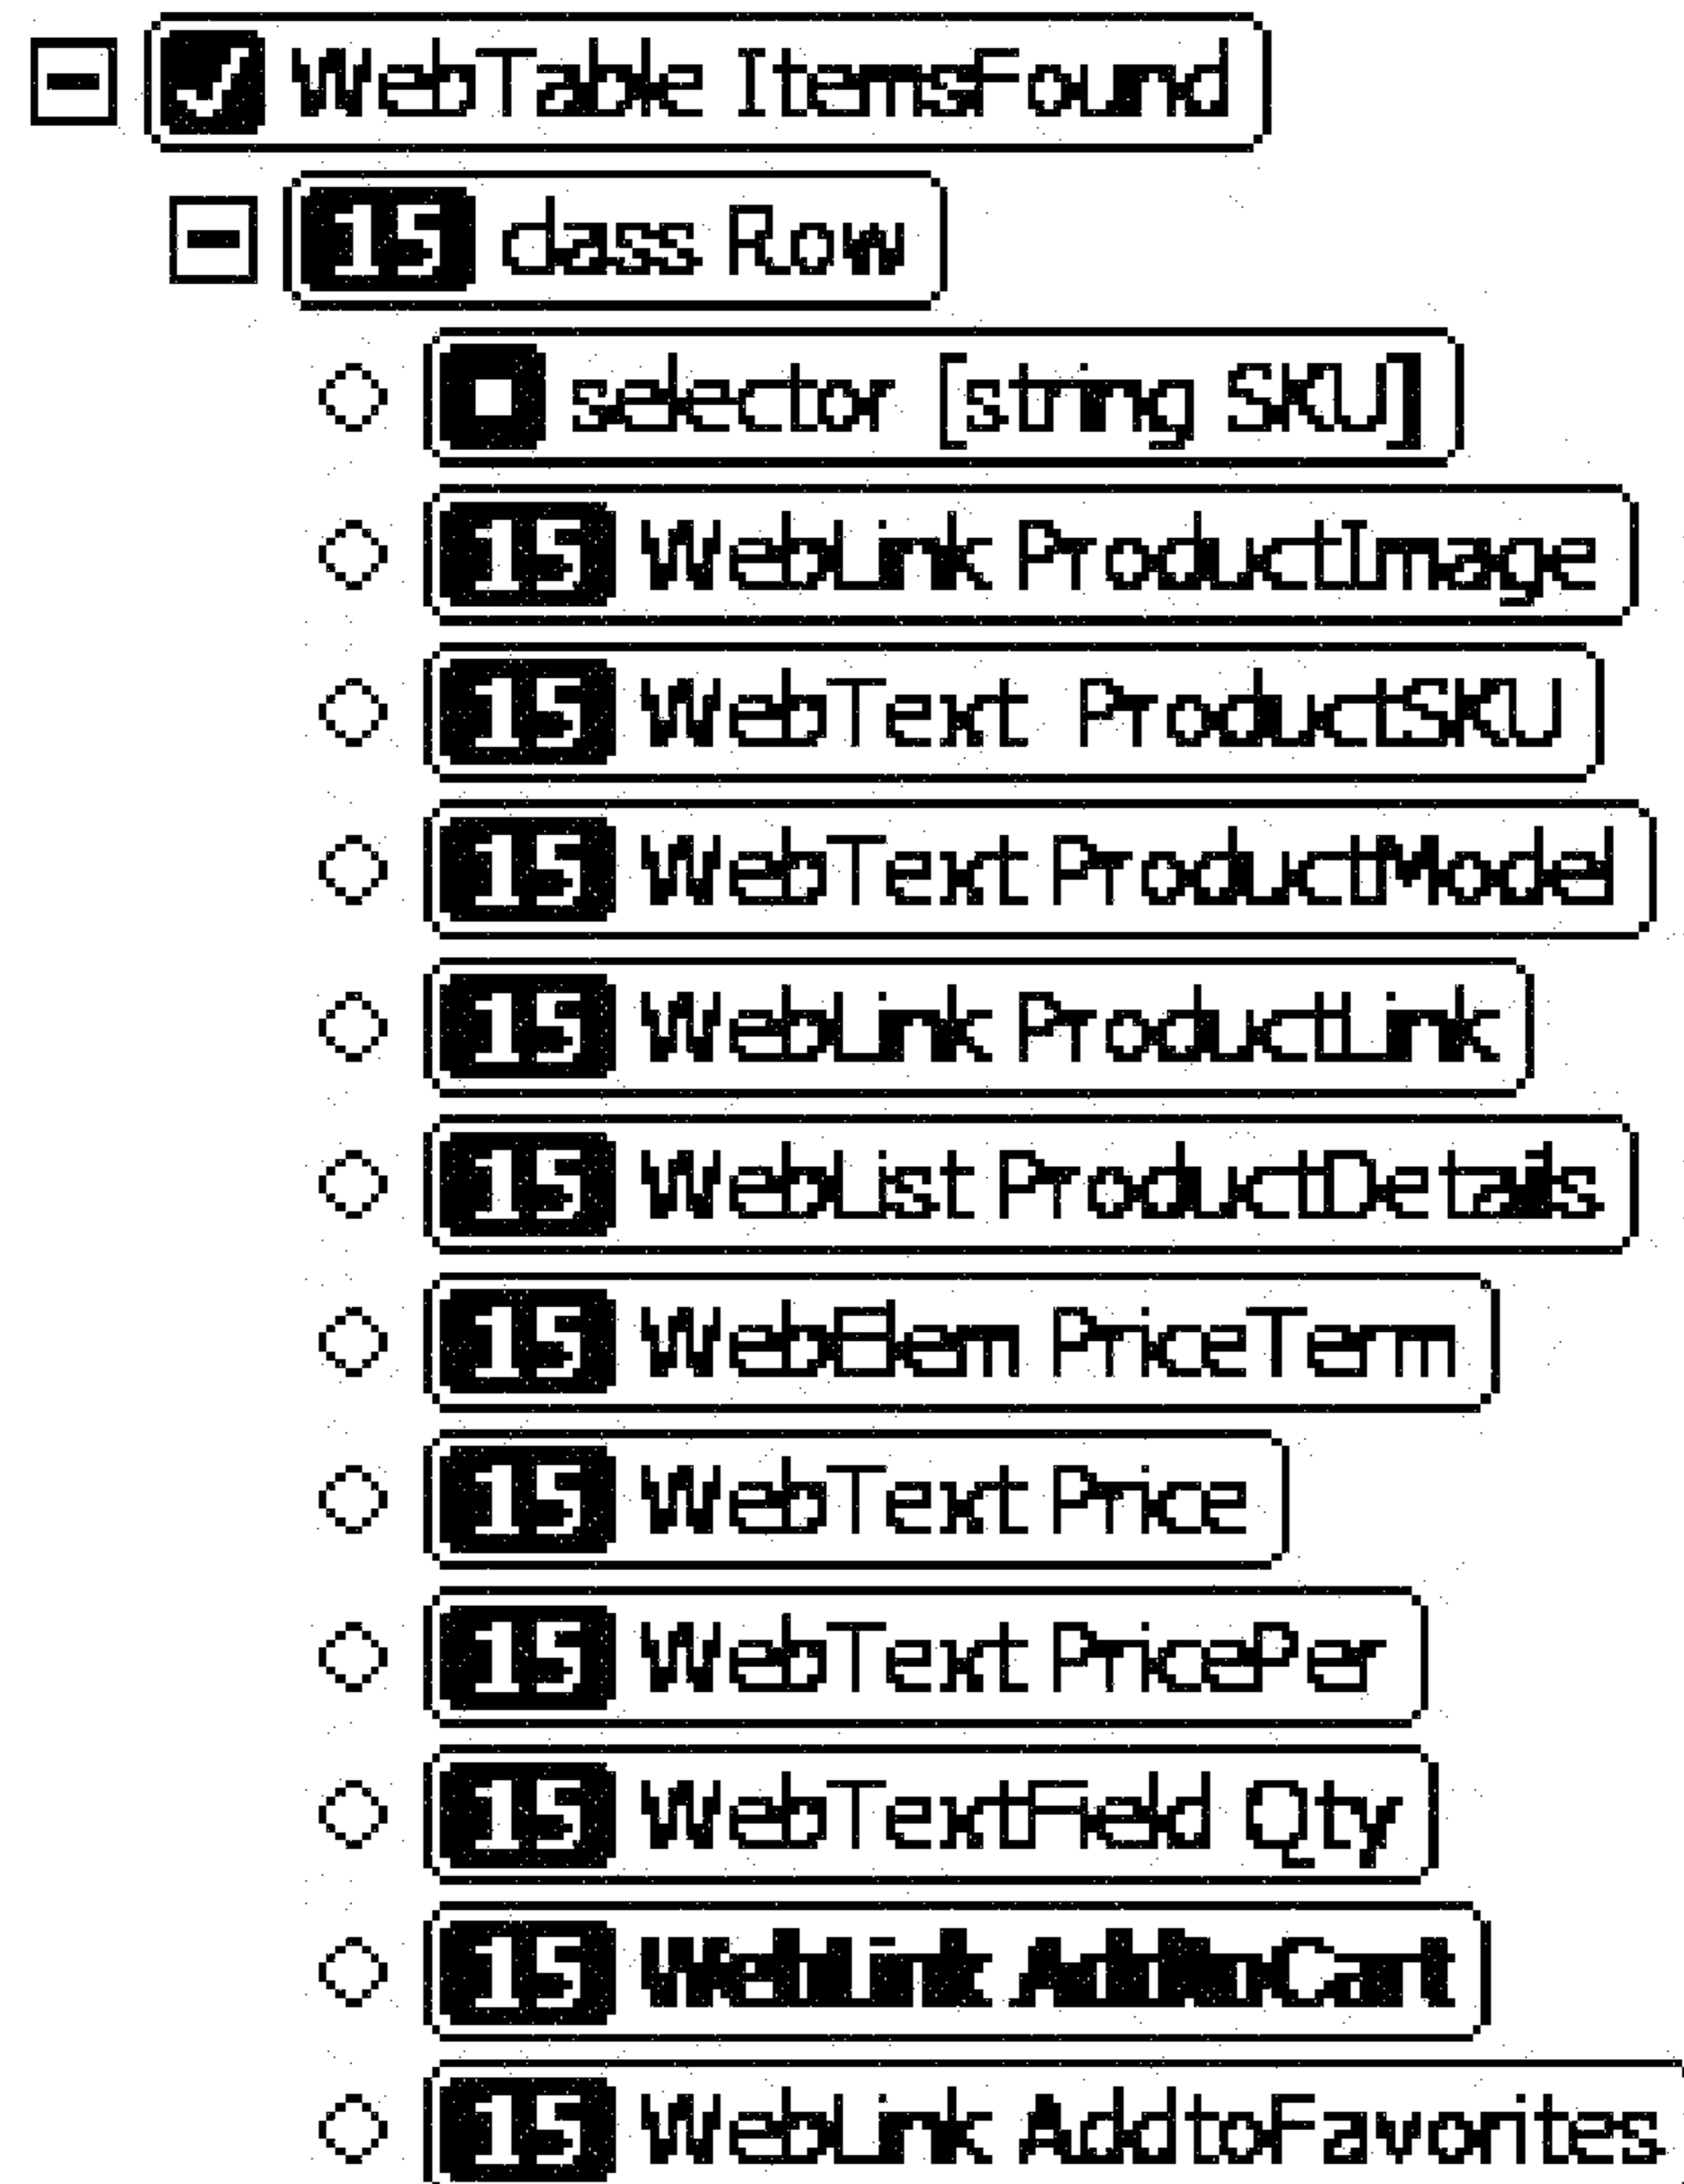 WebTable ItemsFound
15 class Row
selector [string SKU]
15 WebLink ProductImage
15 WebText ProductSKU
15 WebText ProductModel
15 WebLink ProductLink
15 WebList ProductDetails
15 WebElem PriceTerm
15 WebText Price
15 WebText PricePer
15 WebTextField Qty
15 WebLink AddtoCart
15 WebLink AddtoFavorites